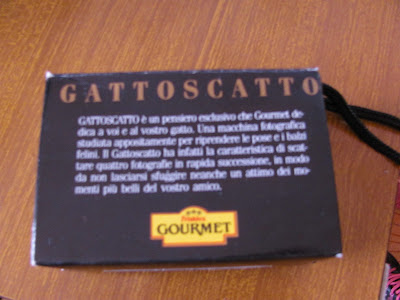 GATTOSCATTO
GATTOSCATTO è un pensiero esclusivo che Gourmet de-
dica a voi e al vostro gatto. Una macchina fotografica
studiata appositamente per riprendere le pose e i balzi
felini. Il Gattoscatto ha infatti la caratteristica di scat-
tare quattro fotografie in rapida successione, in modo
da non lasciarsi sfuggire neanche un attimo dei mo-
menti più belli del vostro amico.
Friskies
GOURMET